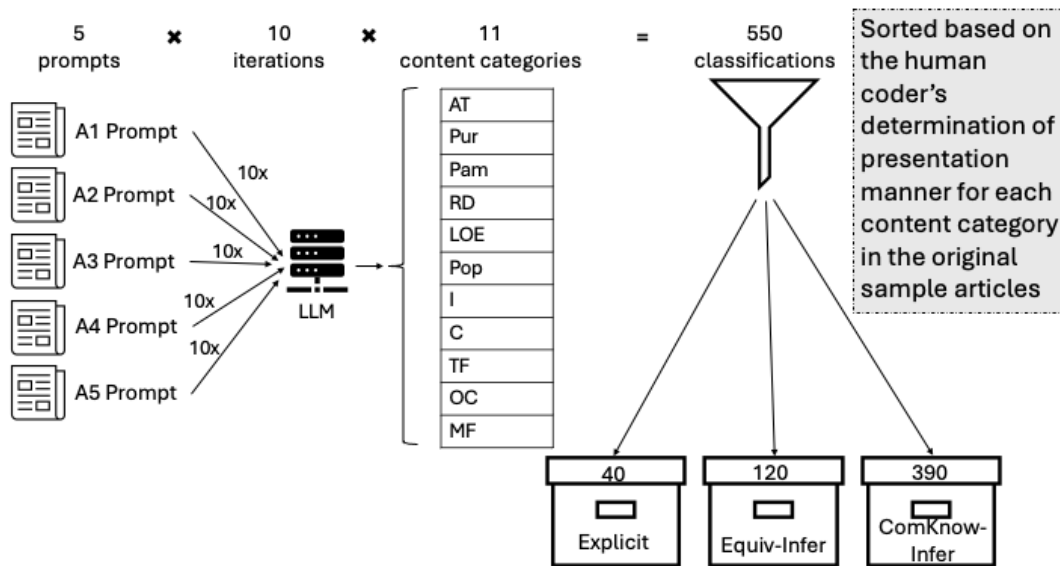 5 ✖ 10 ✖ 11 = 550
prompts iterations content categories classifications
Sorted based on
the human
coder's
determination of
presentation
manner for each
content category
in the original
sample articles
A1 Prompt
A2 Prompt
A3 Prompt
A4 Prompt
A5 Prompt
10x
10x
10x
10x
10x
LLM
AT
Pur
Pam
RD
LOE
Pop
I
C
TF
OC
MF
40
Explicit
120
Equiv-Infer
390
ComKnow-
Infer